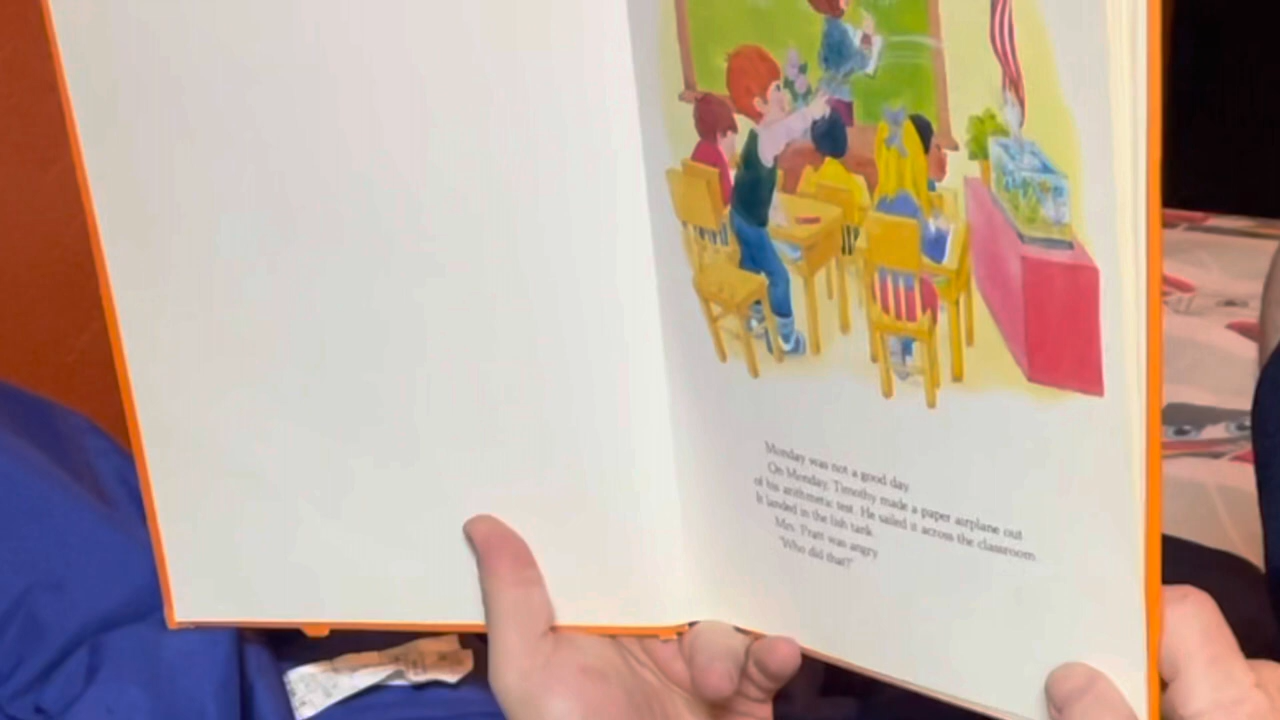 Monday was not a good day.
On Monday, Timothy made a paper airplane out
of his arithmetic test. He sailed it across the classroom.
It landed in the fish tank.
Mrs. Pratt was angry.
"Who did that?"